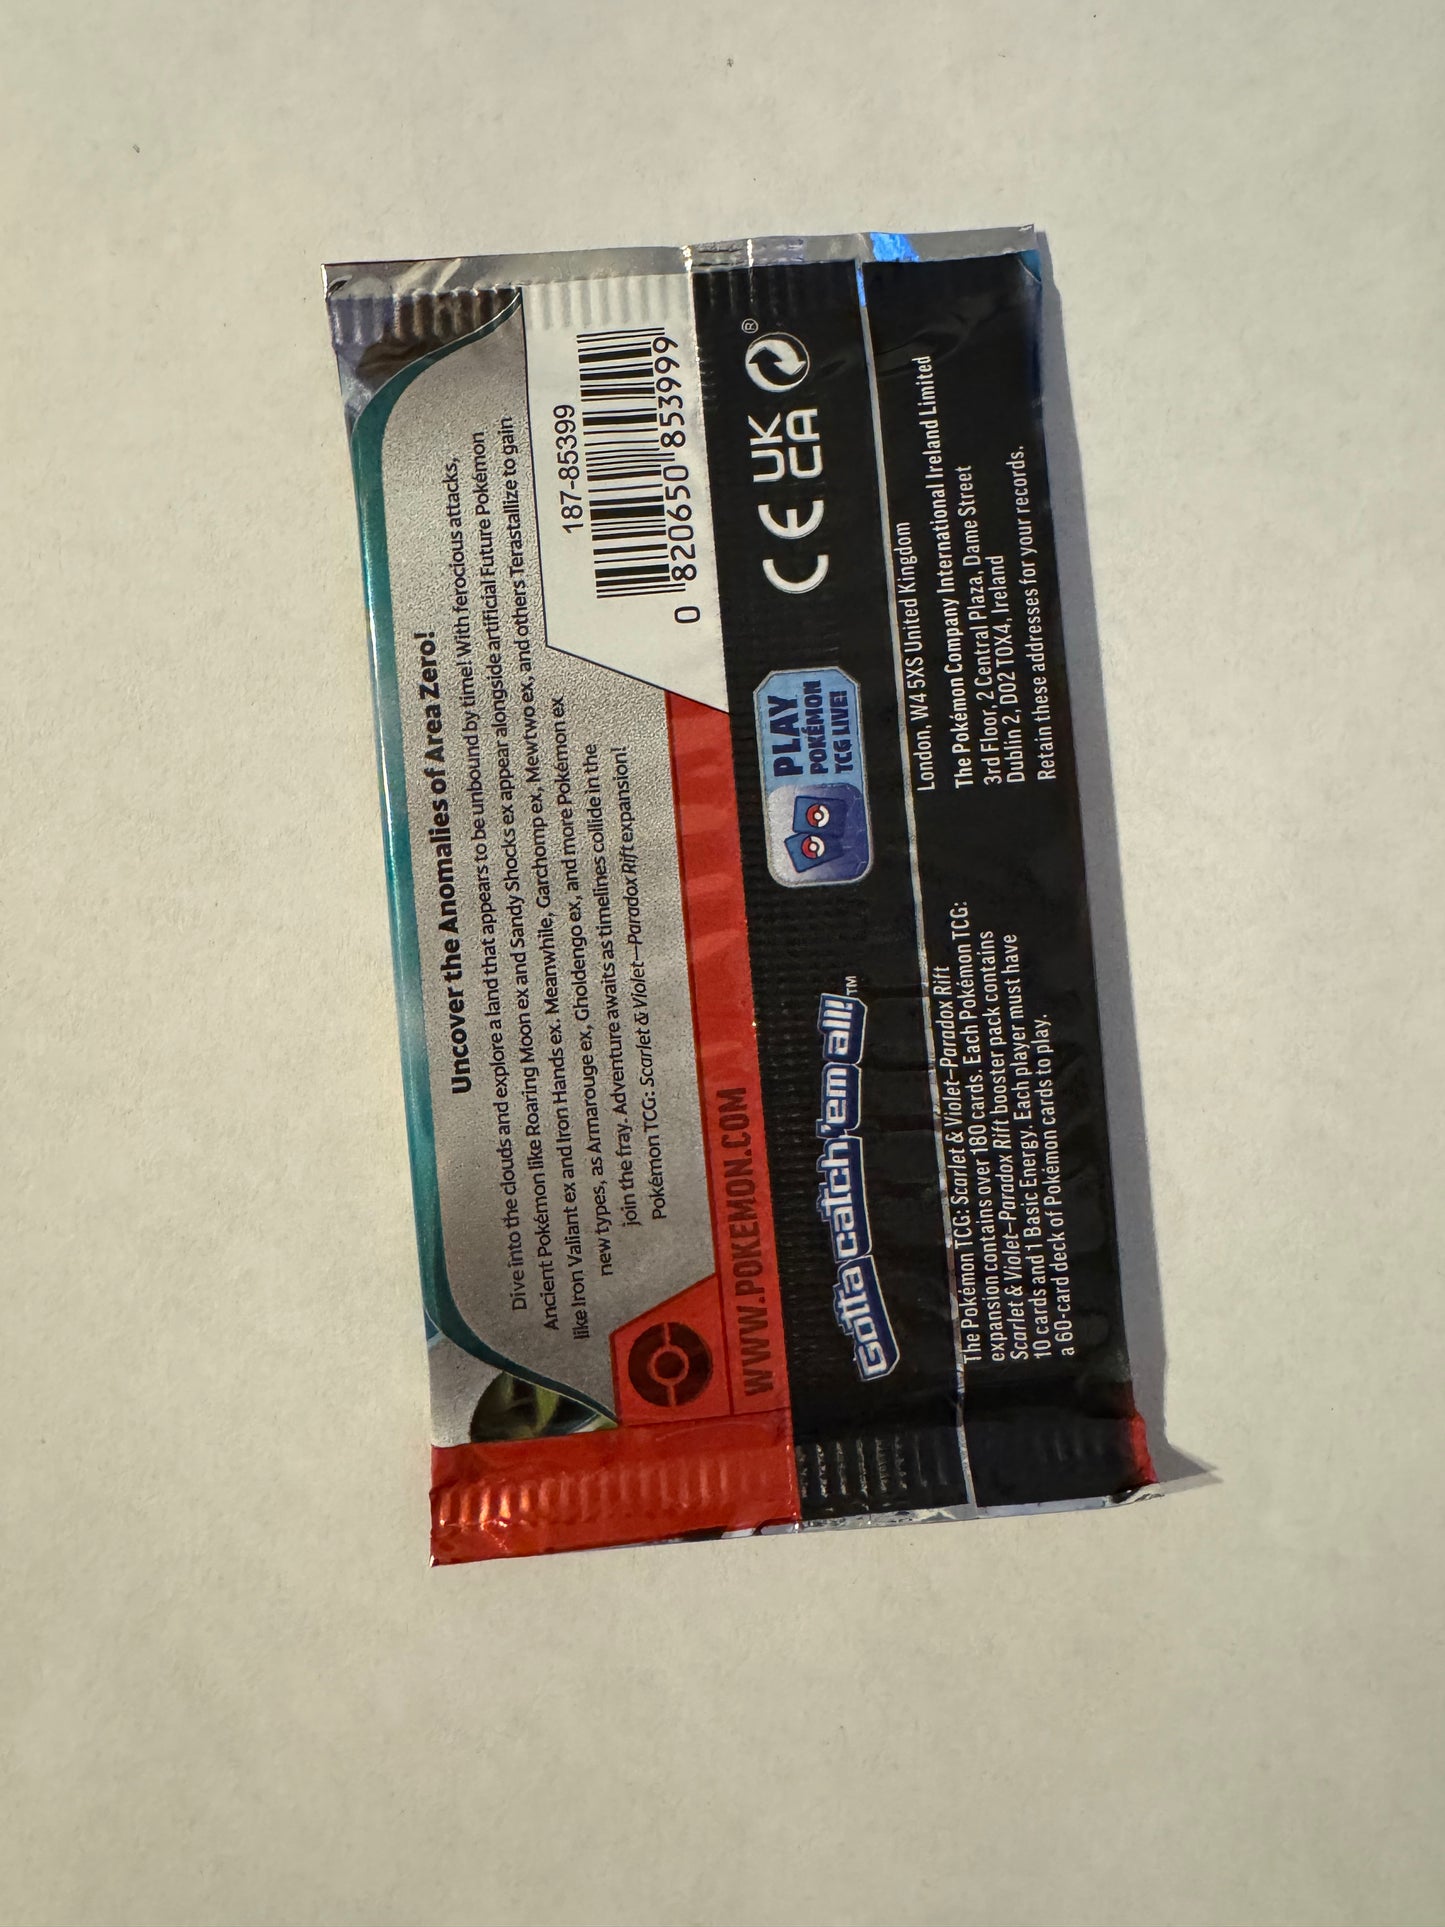 Uncover the Anomalies of Area Zero!
Dive into the clouds and explore a land that appears to be unbound by time! With ferocious attacks,
Ancient Pokémon like Roaring Moon ex and Sandy Shocks ex appear alongside artificial Future Pokémon
like Iron Valiant ex and Iron Hands ex. Meanwhile, Garchomp ex, Mewtwo ex, and others Terastallize to gain
new types, as Armarouge ex, Gholdengo ex, and more Pokémon ex
join the fray. Adventure awaits as timelines collide in the
Pokémon TCG: Scarlet & Violet—Paradox Rift expansion!
187-85399
0 820650 853999
WWW.POKEMON.COM
Gotta catch 'em all!™
PLAY
POKÉMON
TCG LIVE!
CE
UK
CA
®
The Pokémon TCG: Scarlet & Violet—Paradox Rift
expansion contains over 180 cards. Each Pokémon TCG:
Scarlet & Violet—Paradox Rift booster pack contains
10 cards and 1 Basic Energy. Each player must have
a 60-card deck of Pokémon cards to play.
London, W4 5XS United Kingdom
The Pokémon Company International Ireland Limited
3rd Floor, 2 Central Plaza, Dame Street
Dublin 2, D02 T0X4, Ireland
Retain these addresses for your records.